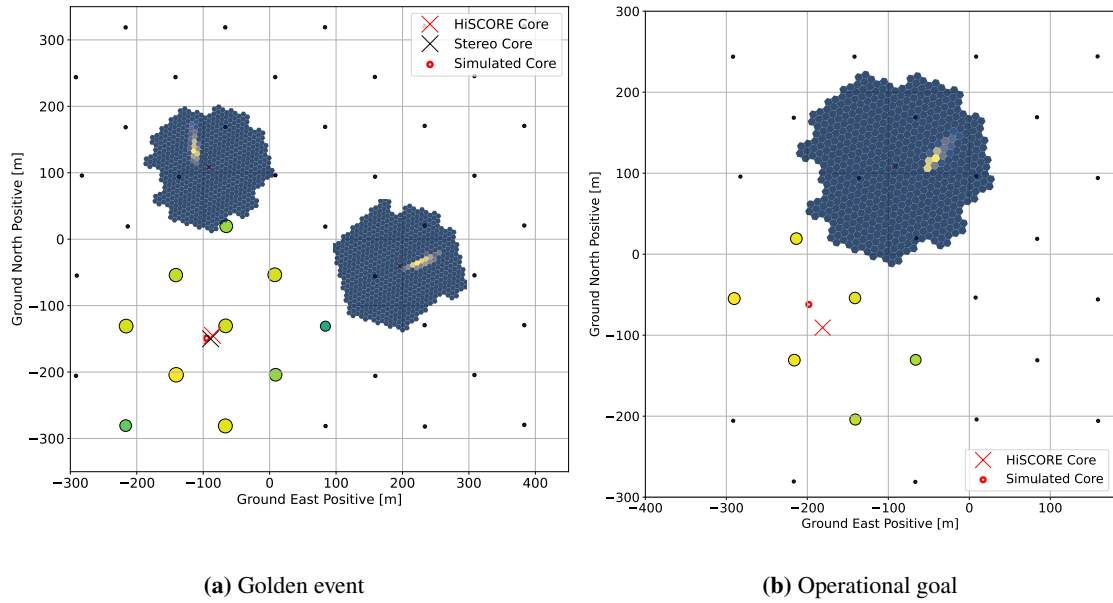 300
200
100
0
−100
−200
−300
Ground North Positive [m]
HiSCORE Core
Stereo Core
Simulated Core
−300 −200 −100 0 100 200 300 400
Ground East Positive [m]
(a) Golden event
300
200
100
0
−100
−200
−300
Ground North Positive [m]
HiSCORE Core
Simulated Core
−400 −300 −200 −100 0 100
Ground East Positive [m]
(b) Operational goal